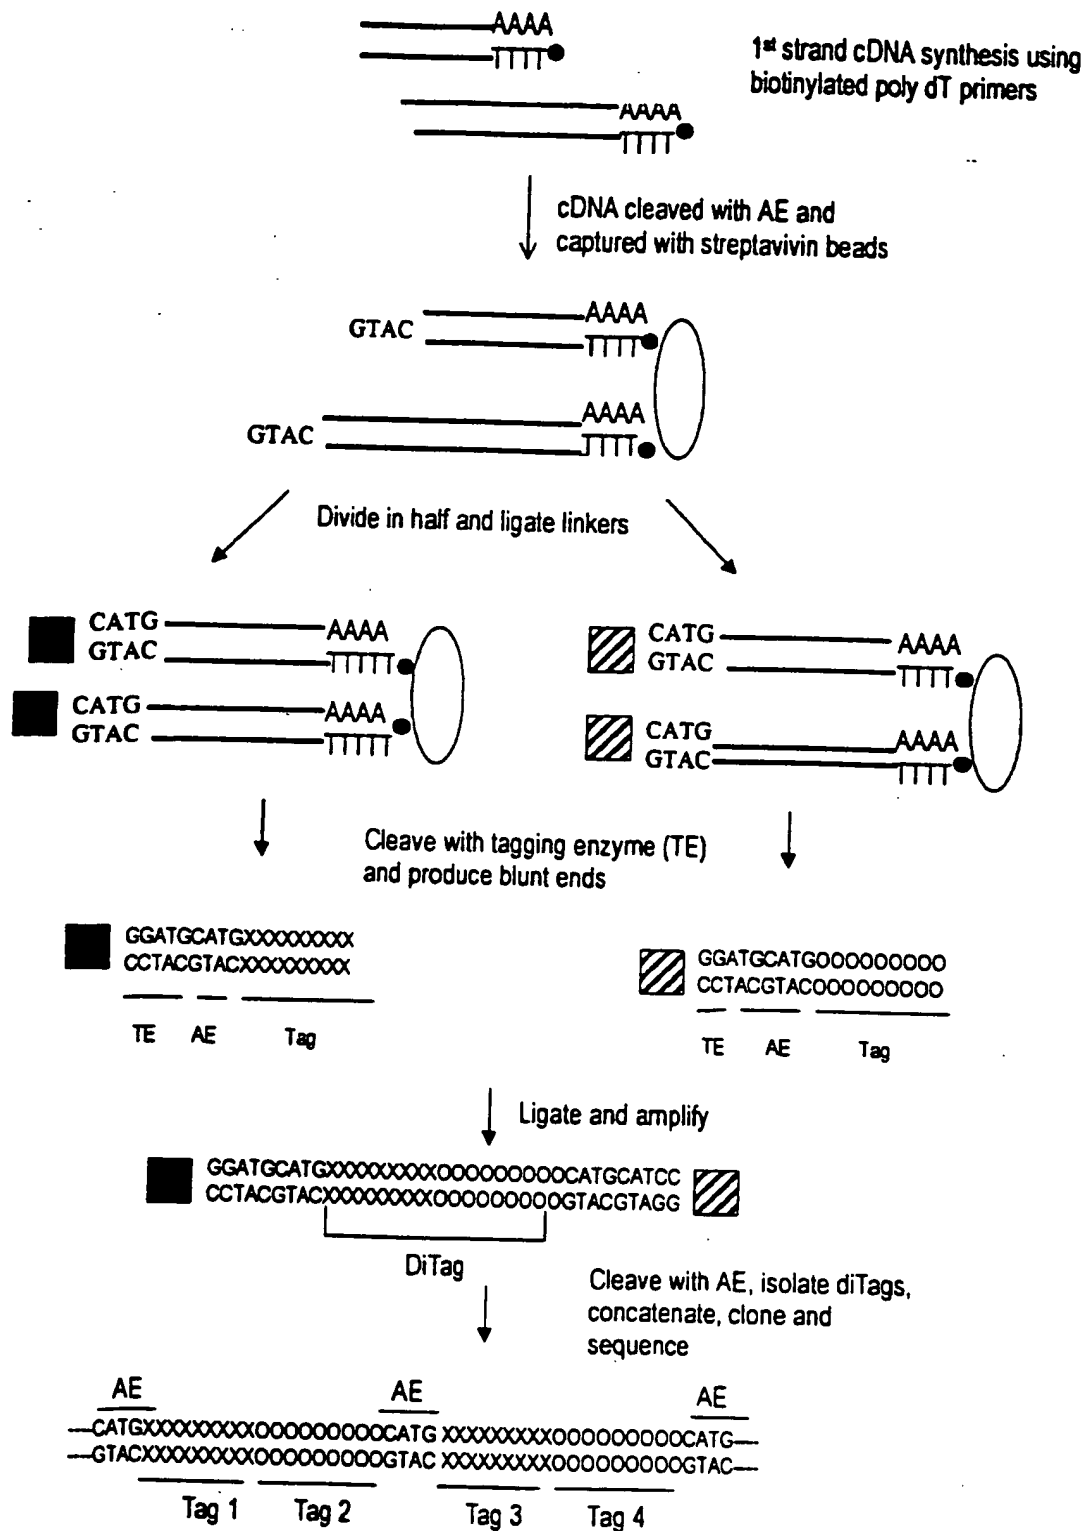 AAAA
TTTT
1st strand cDNA synthesis using
biotinylated poly dT primers
AAAA
TTTT
cDNA cleaved with AE and
captured with streptavivin beads
AAAA
GTAC
TTTT
AAAA
GTAC
TTTT
Divide in half and ligate linkers
CATG AAAA
GTAC TTTTT
CATG AAAA
GTAC TTTTT
CATG AAAA
GTAC TTTT
CATG AAAA
GTAC TTTT
Cleave with tagging enzyme (TE)
and produce blunt ends
GGATGCATGXXXXXXXXX
CCTACGTACXXXXXXXXX
TE AE Tag
GGATGCATGOOOOOOOOO
CCTACGTACOOOOOOOOO
TE AE Tag
Ligate and amplify
GGATGCATGXXXXXXXXXOOOOOOOOOCATGCATCC
CCTACGTACXXXXXXXXXOOOOOOOOOGTACGTAGG
DiTag
Cleave with AE, isolate diTags,
concatenate, clone and
sequence
AE AE AE
—CATGXXXXXXXXXOOOOOOOOOCATG XXXXXXXXXOOOOOOOOOCATG—
—GTACXXXXXXXXXOOOOOOOOOGTAC XXXXXXXXXOOOOOOOOOGTAC—
Tag 1 Tag 2 Tag 3 Tag 4